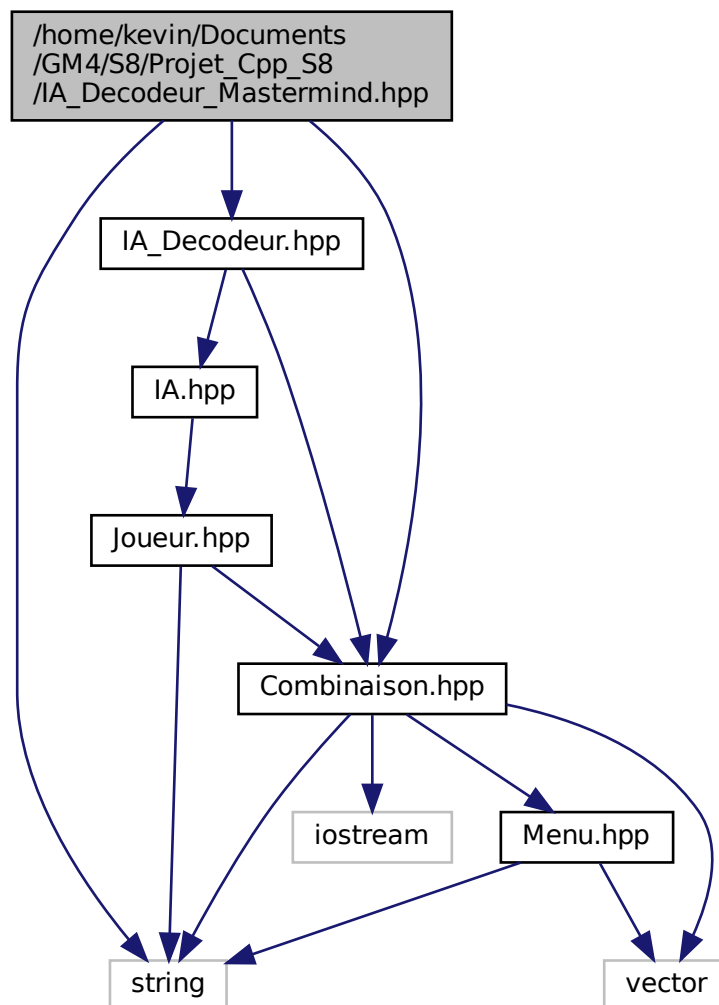 /home/kevin/Documents
/GM4/S8/Projet_Cpp_S8
/IA_Decodeur_Mastermind.hpp
IA_Decodeur.hpp
IA.hpp
Joueur.hpp
Combinaison.hpp
iostream
Menu.hpp
string
vector